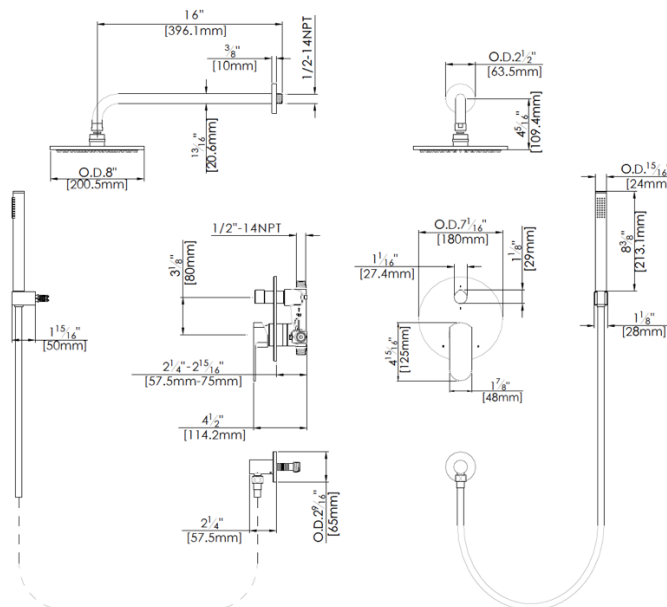 16"
[396.1mm]
3/8"
[10mm]
1/2-14NPT
13/16"
[20.6mm]
O.D.8"
[200.5mm]
O.D.2 1/2"
[63.5mm]
4 5/16"
[109.4mm]
O.D.15/16"
[24mm]
8 3/8"
[213.1mm]
1/2"-14NPT
3 1/8"
[80mm]
O.D.7 1/16"
[180mm]
1 1/8"
[29mm]
1 1/16"
[27.4mm]
1 15/16"
[50mm]
2 1/4"-2 15/16"
[57.5mm-75mm]
4 15/16"
[125mm]
1 1/8"
[28mm]
1 7/8"
[48mm]
4 1/2"
[114.2mm]
2 1/4"
[57.5mm]
O.D.2 9/16"
[65mm]